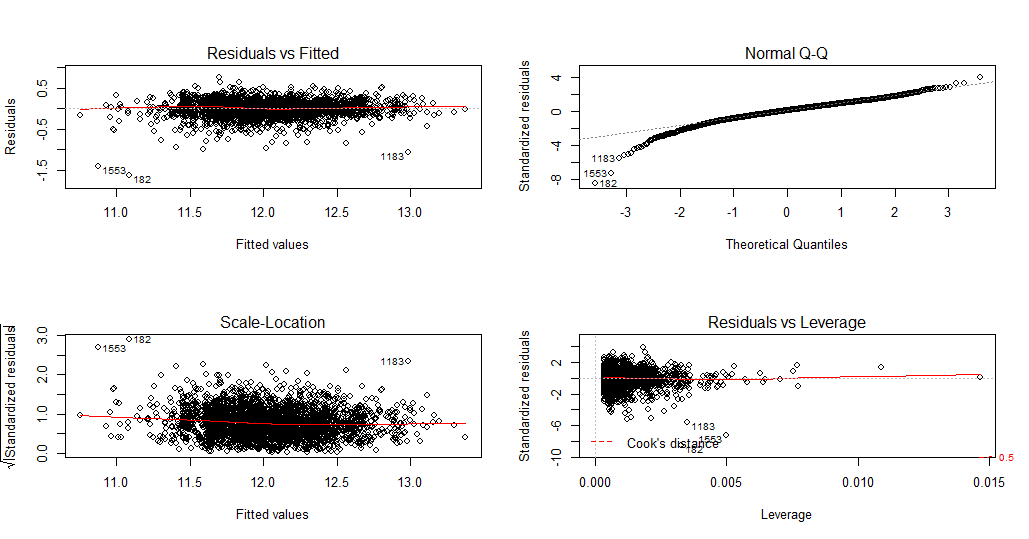 Residuals vs Fitted
Residuals
0.5
-0.5
-1.5
1183
1553
182
11.0 11.5 12.0 12.5 13.0
Fitted values
Normal Q-Q
Standardized residuals
4
0
-4
-8
1183
1553
182
-3 -2 -1 0 1 2 3
Theoretical Quantiles
Scale-Location
√|Standardized residuals|
3.0
2.0
1.0
0.0
1553
182
1183
11.0 11.5 12.0 12.5 13.0
Fitted values
Residuals vs Leverage
Standardized residuals
2
-2
-6
-10
1183
1553
182
Cook's distance
0.5
0.000 0.005 0.010 0.015
Leverage